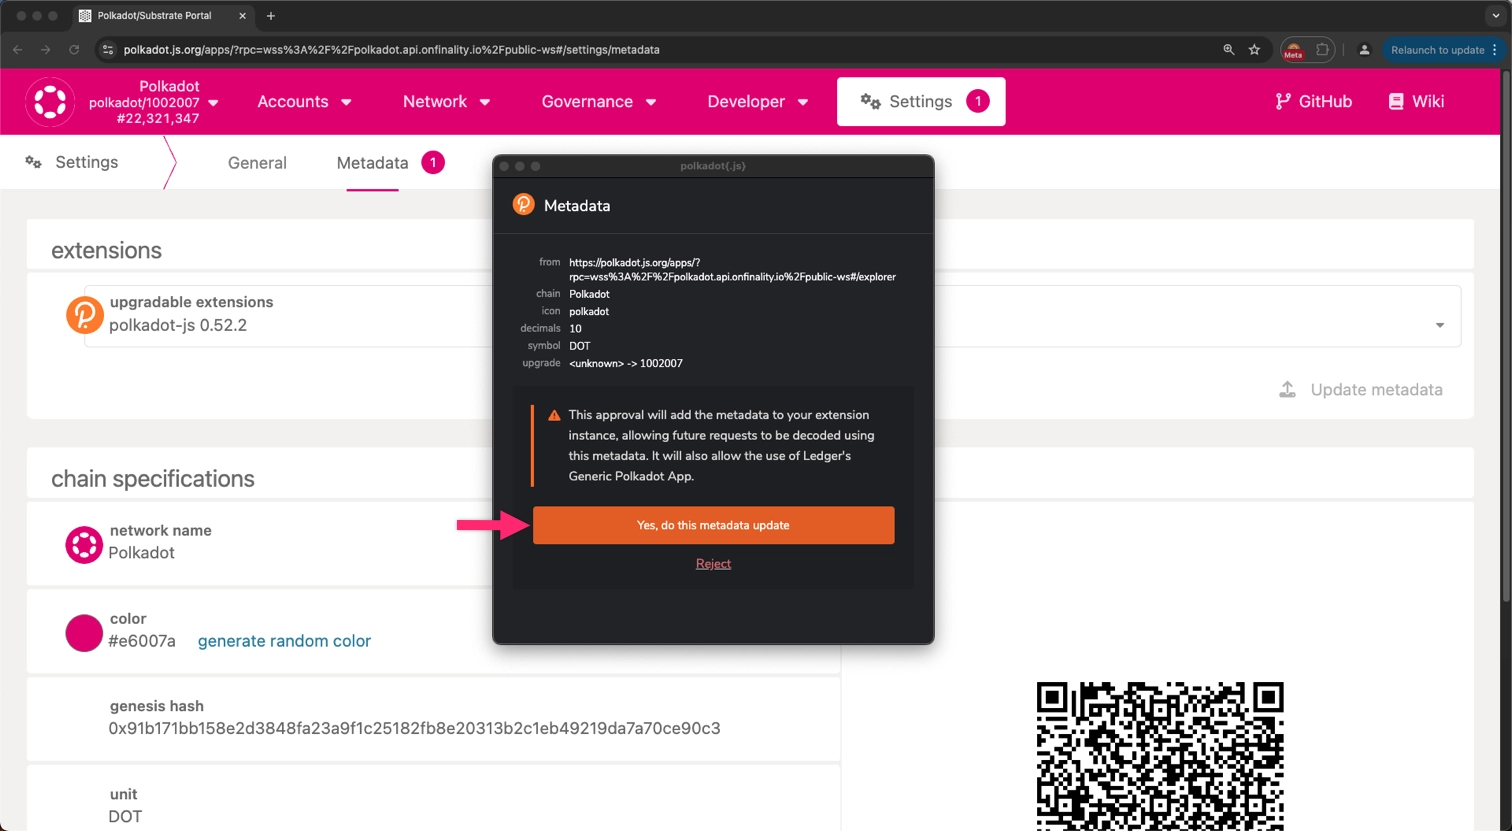 Polkadot/Substrate Portal
polkadot.js.org/apps/?rpc=wss%3A%2F%2Fpolkadot.api.onfinality.io%2Fpublic-ws#/settings/metadata
Meta
Relaunch to update
Polkadot
polkadot/1002007
#22,321,347
Accounts
Network
Governance
Developer
Settings
1
GitHub
Wiki
Settings
General
Metadata
1
extensions
upgradable extensions
polkadot-js 0.52.2
Update metadata
chain specifications
network name
Polkadot
color
#e6007a
generate random color
genesis hash
0x91b171bb158e2d3848fa23a9f1c25182fb8e20313b2c1eb49219da7a70ce90c3
unit
DOT
polkadot{.js}
Metadata
from https://polkadot.js.org/apps/?
rpc=wss%3A%2F%2Fpolkadot.api.onfinality.io%2Fpublic-ws#/explorer
chain Polkadot
icon polkadot
decimals 10
symbol DOT
upgrade <unknown> -> 1002007
This approval will add the metadata to your extension
instance, allowing future requests to be decoded using
this metadata. It will also allow the use of Ledger's
Generic Polkadot App.
Yes, do this metadata update
Reject